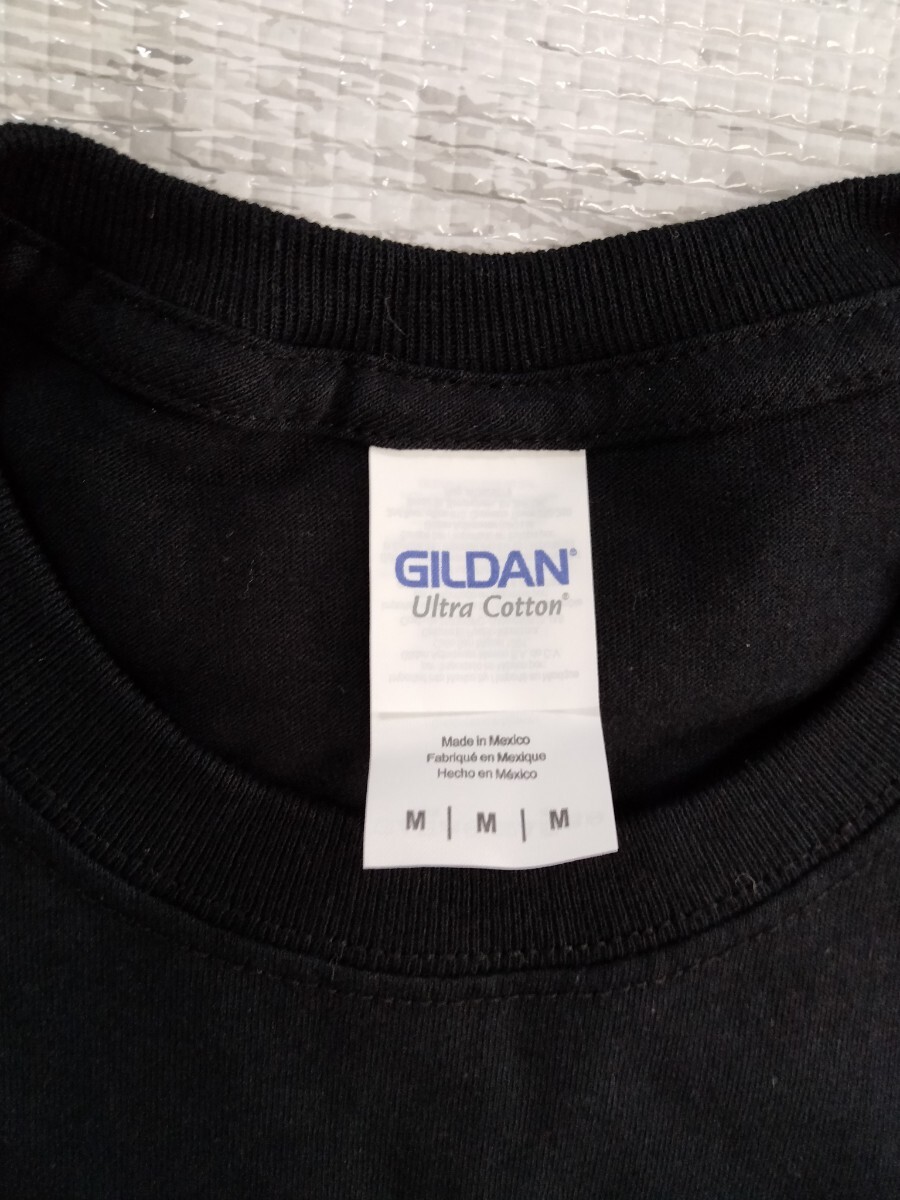 GILDAN®
Ultra Cotton®
Made in Mexico
Fabriqué en Mexique
Hecho en México
M | M | M